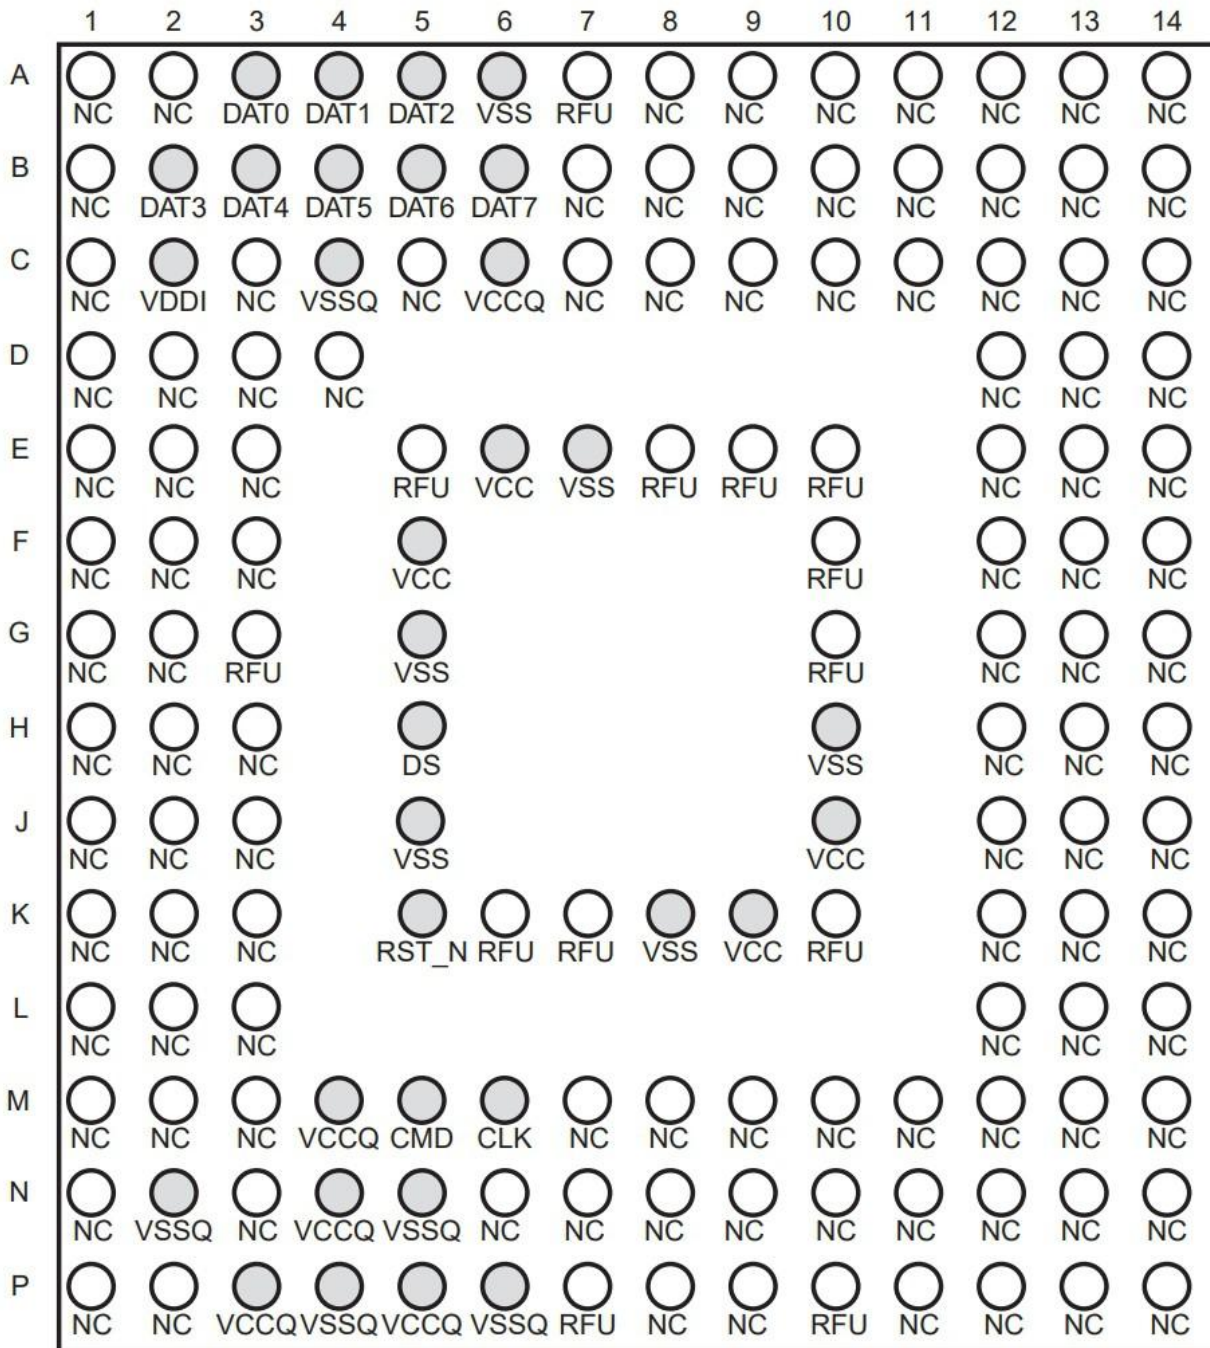 1 2 3 4 5 6 7 8 9 10 11 12 13 14
A
NC NC DAT0 DAT1 DAT2 VSS RFU NC NC NC NC NC NC NC
B
NC DAT3 DAT4 DAT5 DAT6 DAT7 NC NC NC NC NC NC NC NC
C
NC VDDI NC VSSQ NC VCCQ NC NC NC NC NC NC NC NC
D
NC NC NC NC NC NC NC
E
NC NC NC RFU VCC VSS RFU RFU RFU NC NC NC
F
NC NC NC VCC RFU NC NC NC
G
NC NC RFU VSS RFU NC NC NC
H
NC NC NC DS VSS NC NC NC
J
NC NC NC VSS VCC NC NC NC
K
NC NC NC RST_N RFU RFU VSS VCC RFU NC NC NC
L
NC NC NC NC NC NC
M
NC NC NC VCCQ CMD CLK NC NC NC NC NC NC NC NC
N
NC VSSQ NC VCCQ VSSQ NC NC NC NC NC NC NC NC NC
P
NC NC VCCQ VSSQ VCCQ VSSQ RFU NC NC RFU NC NC NC NC